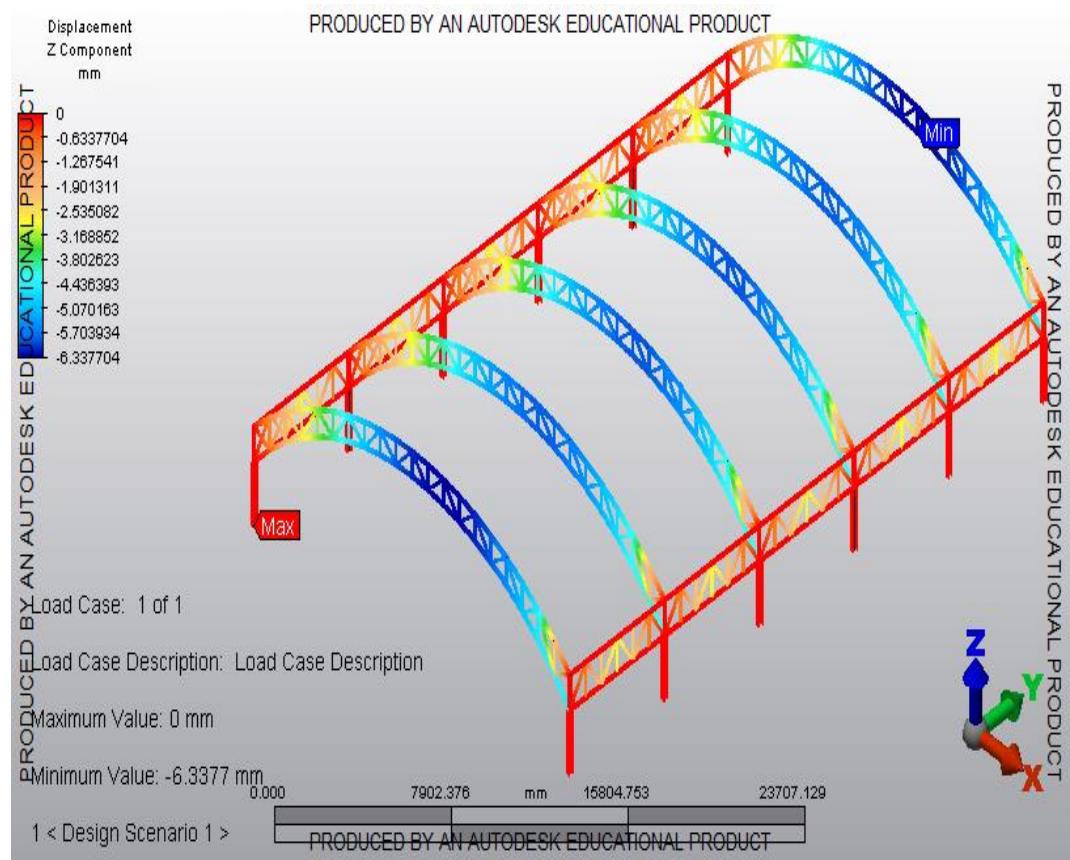 PRODUCED BY AN AUTODESK EDUCATIONAL PRODUCT
Displacement
Z Component
mm
0
-0.6337704
-1.267541
-1.901311
-2.535082
-3.168852
-3.802623
-4.436393
-5.070163
-5.703934
-6.337704
PRODUCED BY AN AUTODESK EDUCATIONAL PRODUCT
PRODUCED BY AN AUTODESK EDUCATIONAL PRODUCT
Min
Max
Load Case: 1 of 1
Load Case Description: Load Case Description
Maximum Value: 0 mm
Minimum Value: -6.3377 mm
0.000 7902.376 mm 15804.753 23707.129
1 < Design Scenario 1 >
Z
Y
X
PRODUCED BY AN AUTODESK EDUCATIONAL PRODUCT